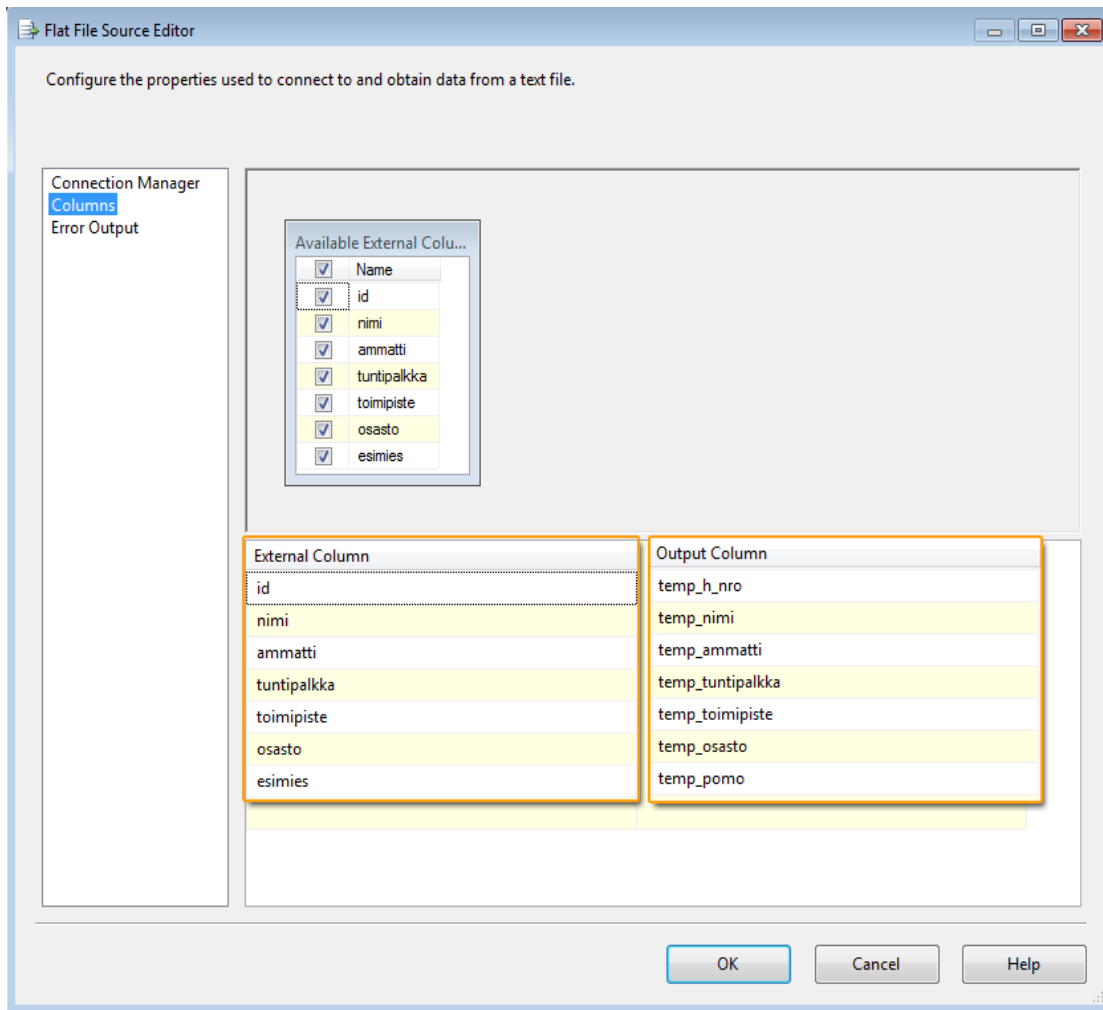 Flat File Source Editor
Configure the properties used to connect to and obtain data from a text file.
Connection Manager
Columns
Error Output
Available External Colu...
Name
id
nimi
ammatti
tuntipalkka
toimipiste
osasto
esimies
External Column Output Column
id temp_h_nro
nimi temp_nimi
ammatti temp_ammatti
tuntipalkka temp_tuntipalkka
toimipiste temp_toimipiste
osasto temp_osasto
esimies temp_pomo
OK Cancel Help